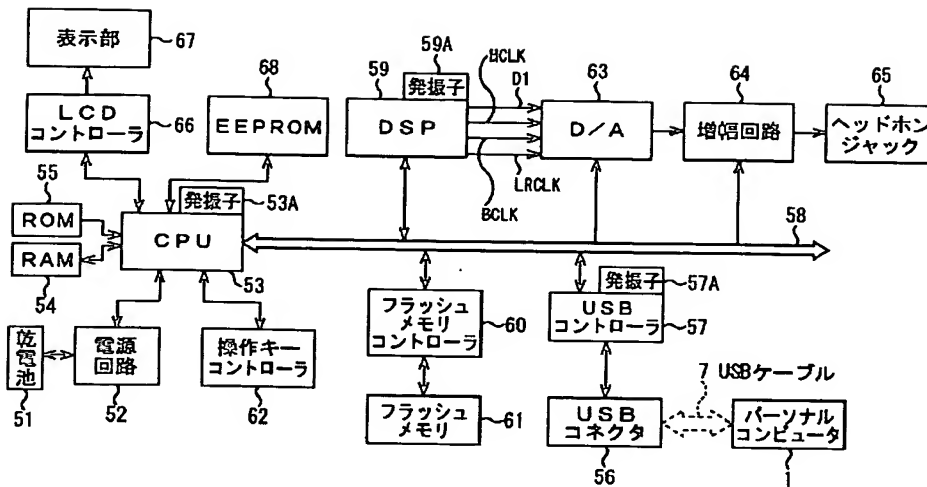 表示部
67
LCD
コントローラ
66
68
EEPROM
59
59A
発振子
DSP
BCLK
D1
HCLK
LRCLK
63
D/A
64
増幅回路
65
ヘッドホン
ジャック
55
ROM
RAM
54
発振子
53A
CPU
53
58
乾電池
51
電源
回路
52
操作キー
コントローラ
62
フラッシュ
メモリ
コントローラ
60
フラッシュ
メモリ
61
発振子
57A
USB
コントローラ
57
USB
コネクタ
56
7 USBケーブル
パーソナル
コンピュータ
1